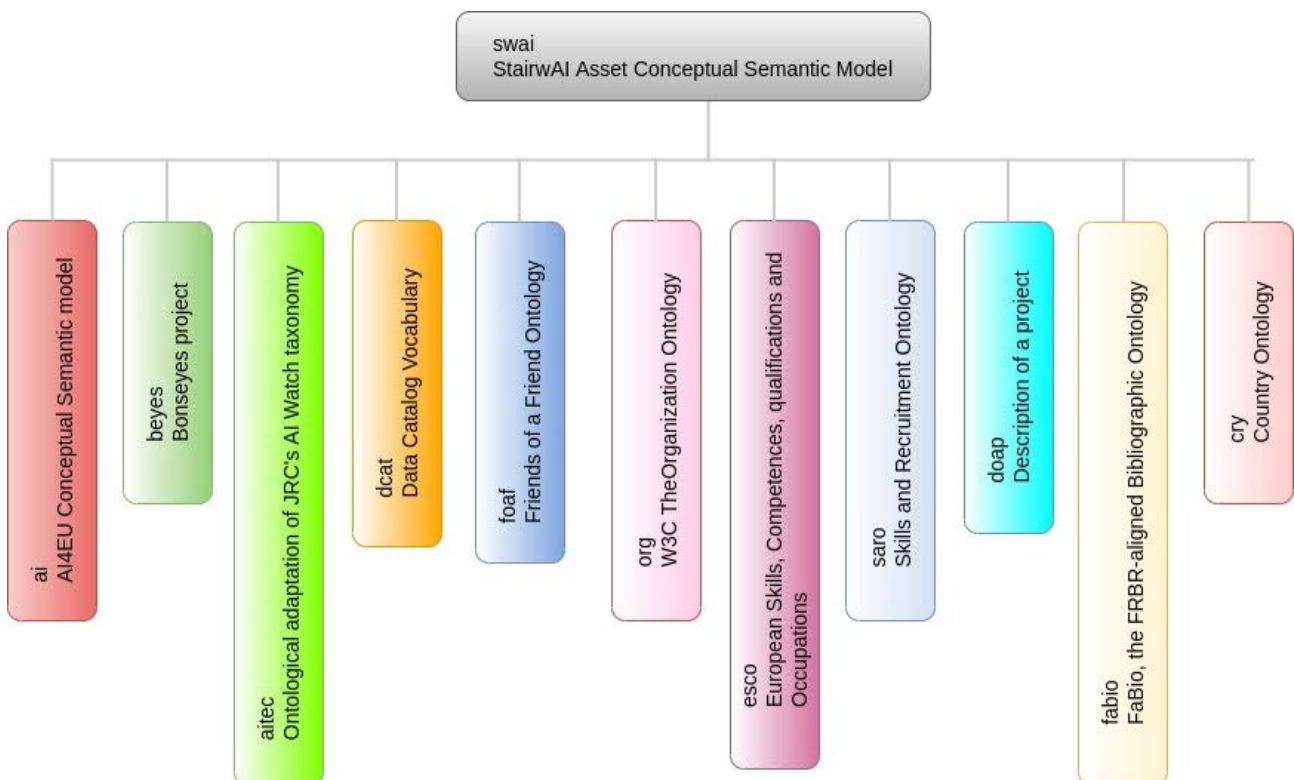 swai
StairwAI Asset Conceptual Semantic Model
ai
AI4EU Conceptual Semantic model
beyes
Bonseyes project
aitec
Ontological adaptation of JRC's AI Watch taxonomy
dcat
Data Catalog Vocabulary
foaf
Friends of a Friend Ontology
org
W3C TheOrganization Ontology
esco
European Skills, Competences, qualifications and
Occupations
saro
Skills and Recruitment Ontology
doap
Description of a project
fabio
FaBio, the FRBR-aligned Bibliographic Ontology
cry
Country Ontology